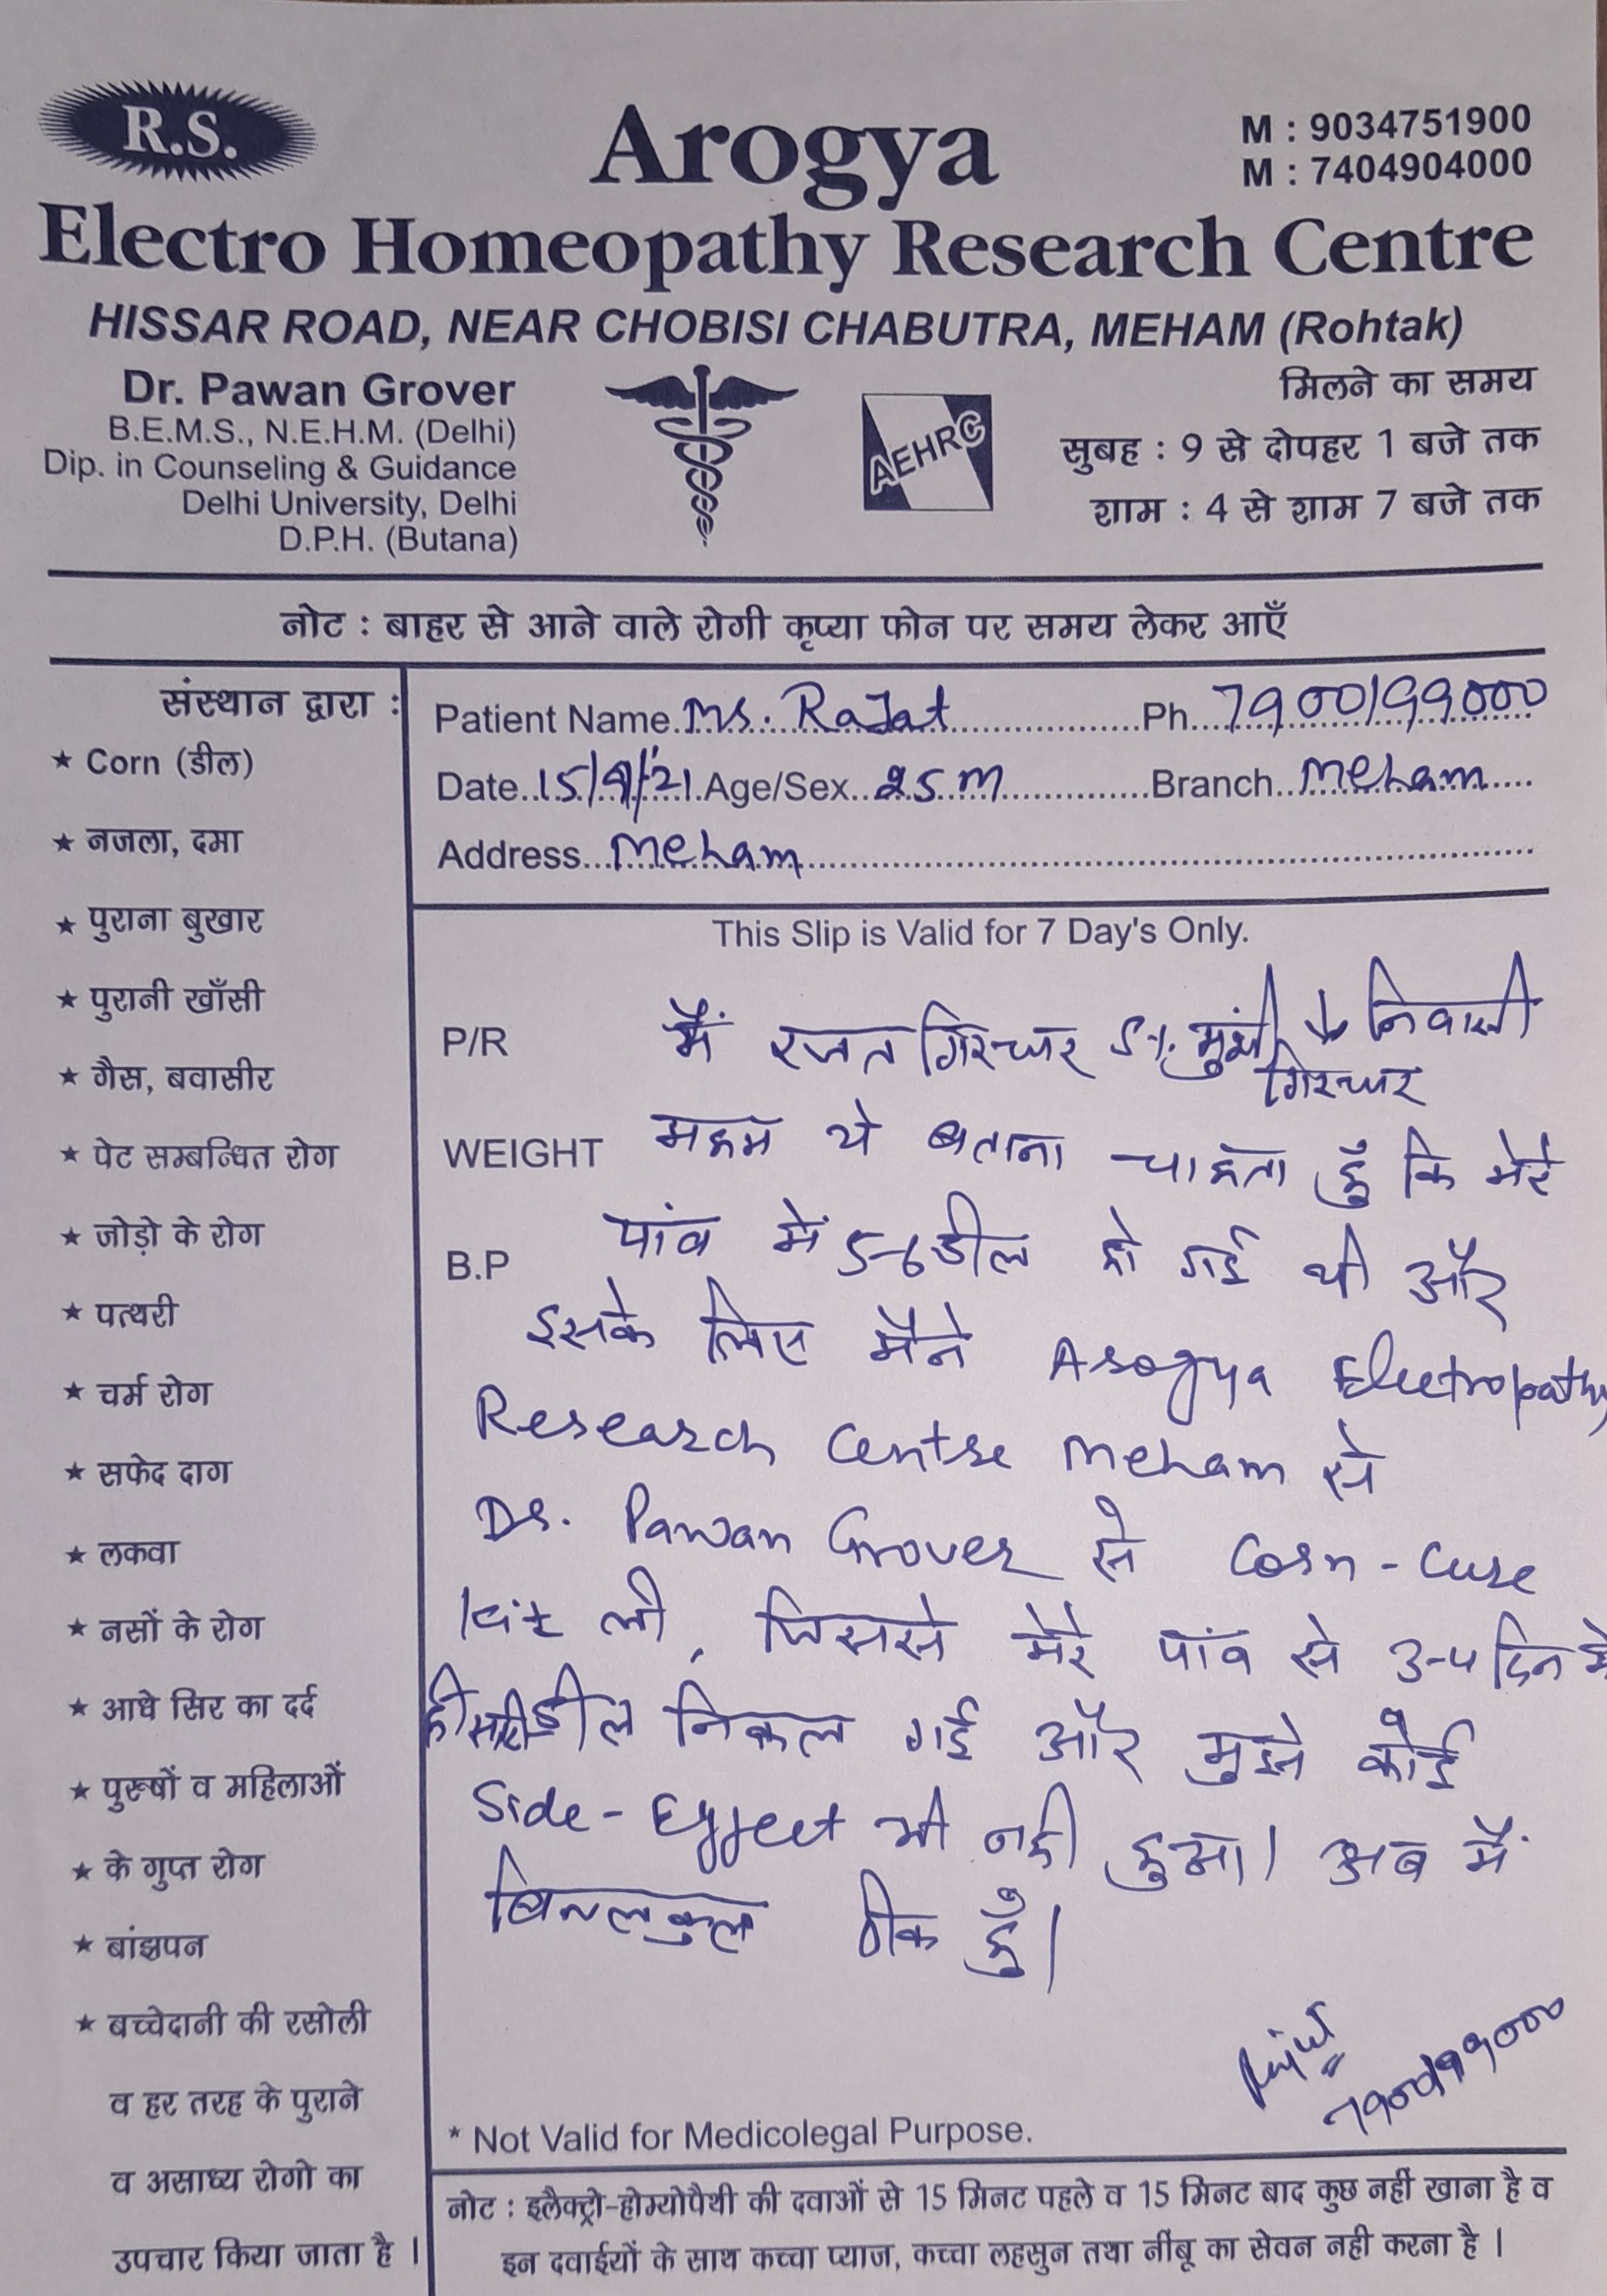 R.S.
Arogya
M : 9034751900
M : 7404904000
Electro Homeopathy Research Centre
HISSAR ROAD, NEAR CHOBISI CHABUTRA, MEHAM (Rohtak)
Dr. Pawan Grover
B.E.M.S., N.E.H.M. (Delhi)
Dip. in Counseling & Guidance
Delhi University, Delhi
D.P.H. (Butana)
AEHRC
मिलने का समय
सुबह : 9 से दोपहर 1 बजे तक
शाम : 4 से शाम 7 बजे तक
नोट : बाहर से आने वाले रोगी कृप्या फोन पर समय लेकर आएँ
संस्थान द्वारा :
★ Corn (डील)
★ नजला, दमा
★ पुराना बुखार
★ पुरानी खाँसी
★ गैस, बवासीर
★ पेट सम्बन्धित रोग
★ जोड़ो के रोग
★ पत्थरी
★ चर्म रोग
★ सफेद दाग
★ लकवा
★ नसों के रोग
★ आधे सिर का दर्द
★ पुरूषों व महिलाओं
★ के गुप्त रोग
★ बांझपन
★ बच्चेदानी की रसोली
व हर तरह के पुराने
व असाध्य रोगो का
उपचार किया जाता है ।
Patient Name Mr. RaJat Ph. 7900199000
Date 15/9/21 Age/Sex 25 M Branch Meham
Address Meham
This Slip is Valid for 7 Day's Only.
P/R
मैं रजत गिरधर S/o मुंशी निवासी
गिरधर
WEIGHT
महम ये बताना चाहता हूँ कि मेरे
B.P
पांव में 5-6 डील हो गई थी और
इसके लिए मैने Arogya Electropathy
Research Centre Meham से
Dr. Pawan Grover से Corn-Cure
kit ली, जिससे मेरे पांव से 3-4 दिन मे
ही सारी डील निकल गई और मुझे कोई
Side-Effect भी नही हुआ। अब मैं
बिल्लकुल ठीक हूँ।
7900199000
* Not Valid for Medicolegal Purpose.
नोट : इलैक्ट्रो-होम्योपैथी की दवाओं से 15 मिनट पहले व 15 मिनट बाद कुछ नहीं खाना है व
इन दवाईयों के साथ कच्चा प्याज, कच्चा लहसुन तथा नींबू का सेवन नही करना है ।